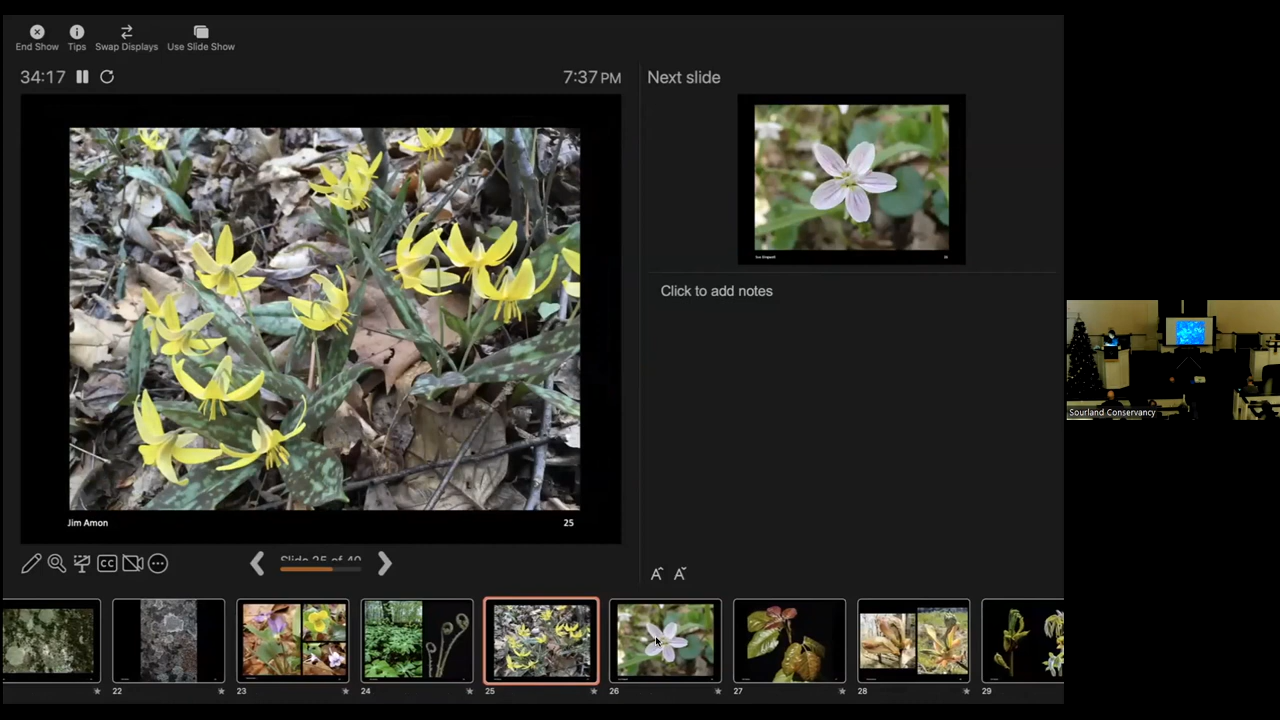 End Show
Tips
Swap Displays
Use Slide Show
34:17
7:37 PM
Next slide
Click to add notes
Jim Amon
25
CC
22
23
24
25
26
27
28
29
Sourland Conservancy